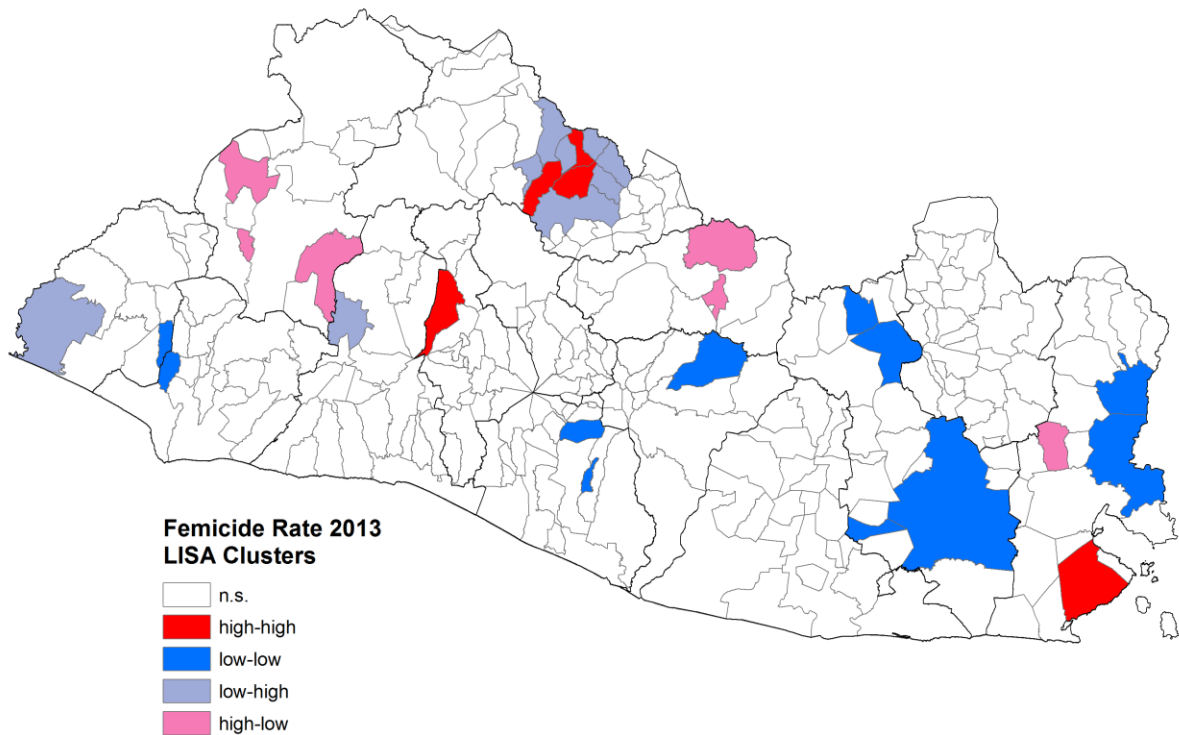 Femicide Rate 2013
LISA Clusters
n.s.
high-high
low-low
low-high
high-low